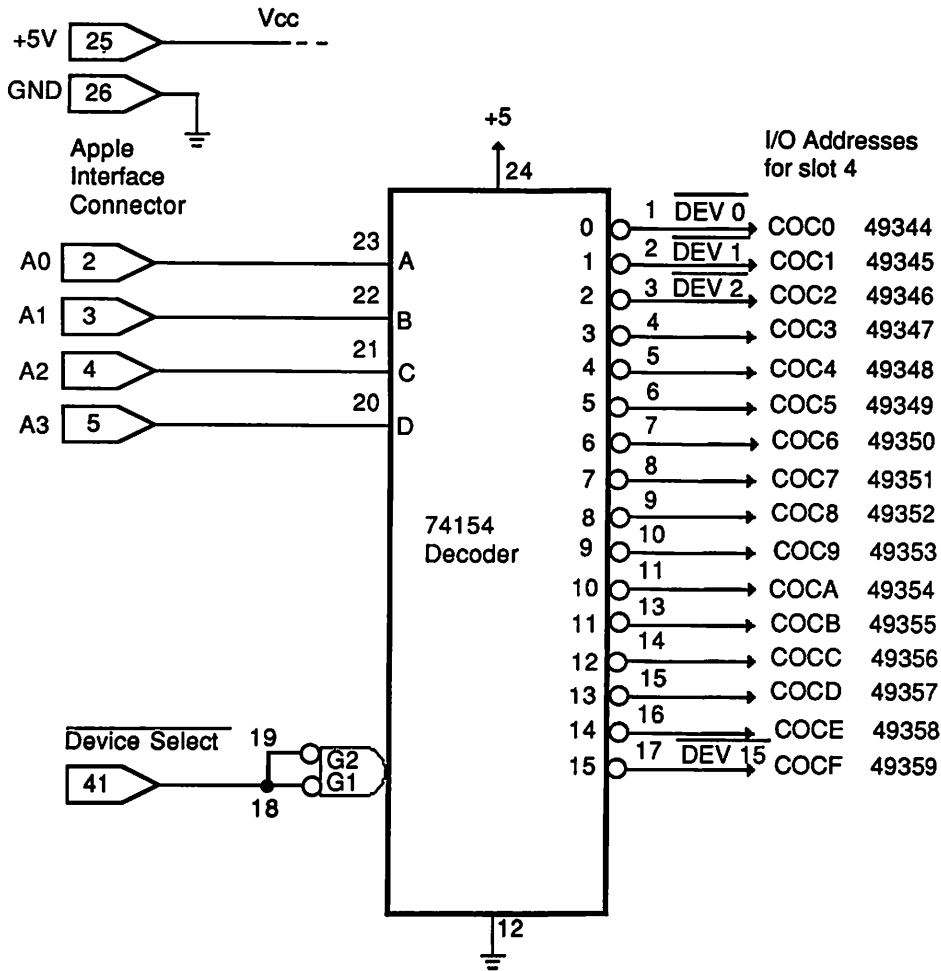 Vcc
+5V 25
GND 26
Apple
Interface
Connector
+5
24
I/O Addresses
for slot 4
A0 2 23 A
A1 3 22 B
A2 4 21 C
A3 5 20 D
74154
Decoder
0 1 DEV 0 COC0 49344
1 2 DEV 1 COC1 49345
2 3 DEV 2 COC2 49346
3 4 COC3 49347
4 5 COC4 49348
5 6 COC5 49349
6 7 COC6 49350
7 8 COC7 49351
8 9 COC8 49352
9 10 COC9 49353
10 11 COCA 49354
11 13 COCB 49355
12 14 COCC 49356
13 15 COCD 49357
14 16 COCE 49358
15 17 DEV 15 COCF 49359
Device Select
41
19 G2
18 G1
12